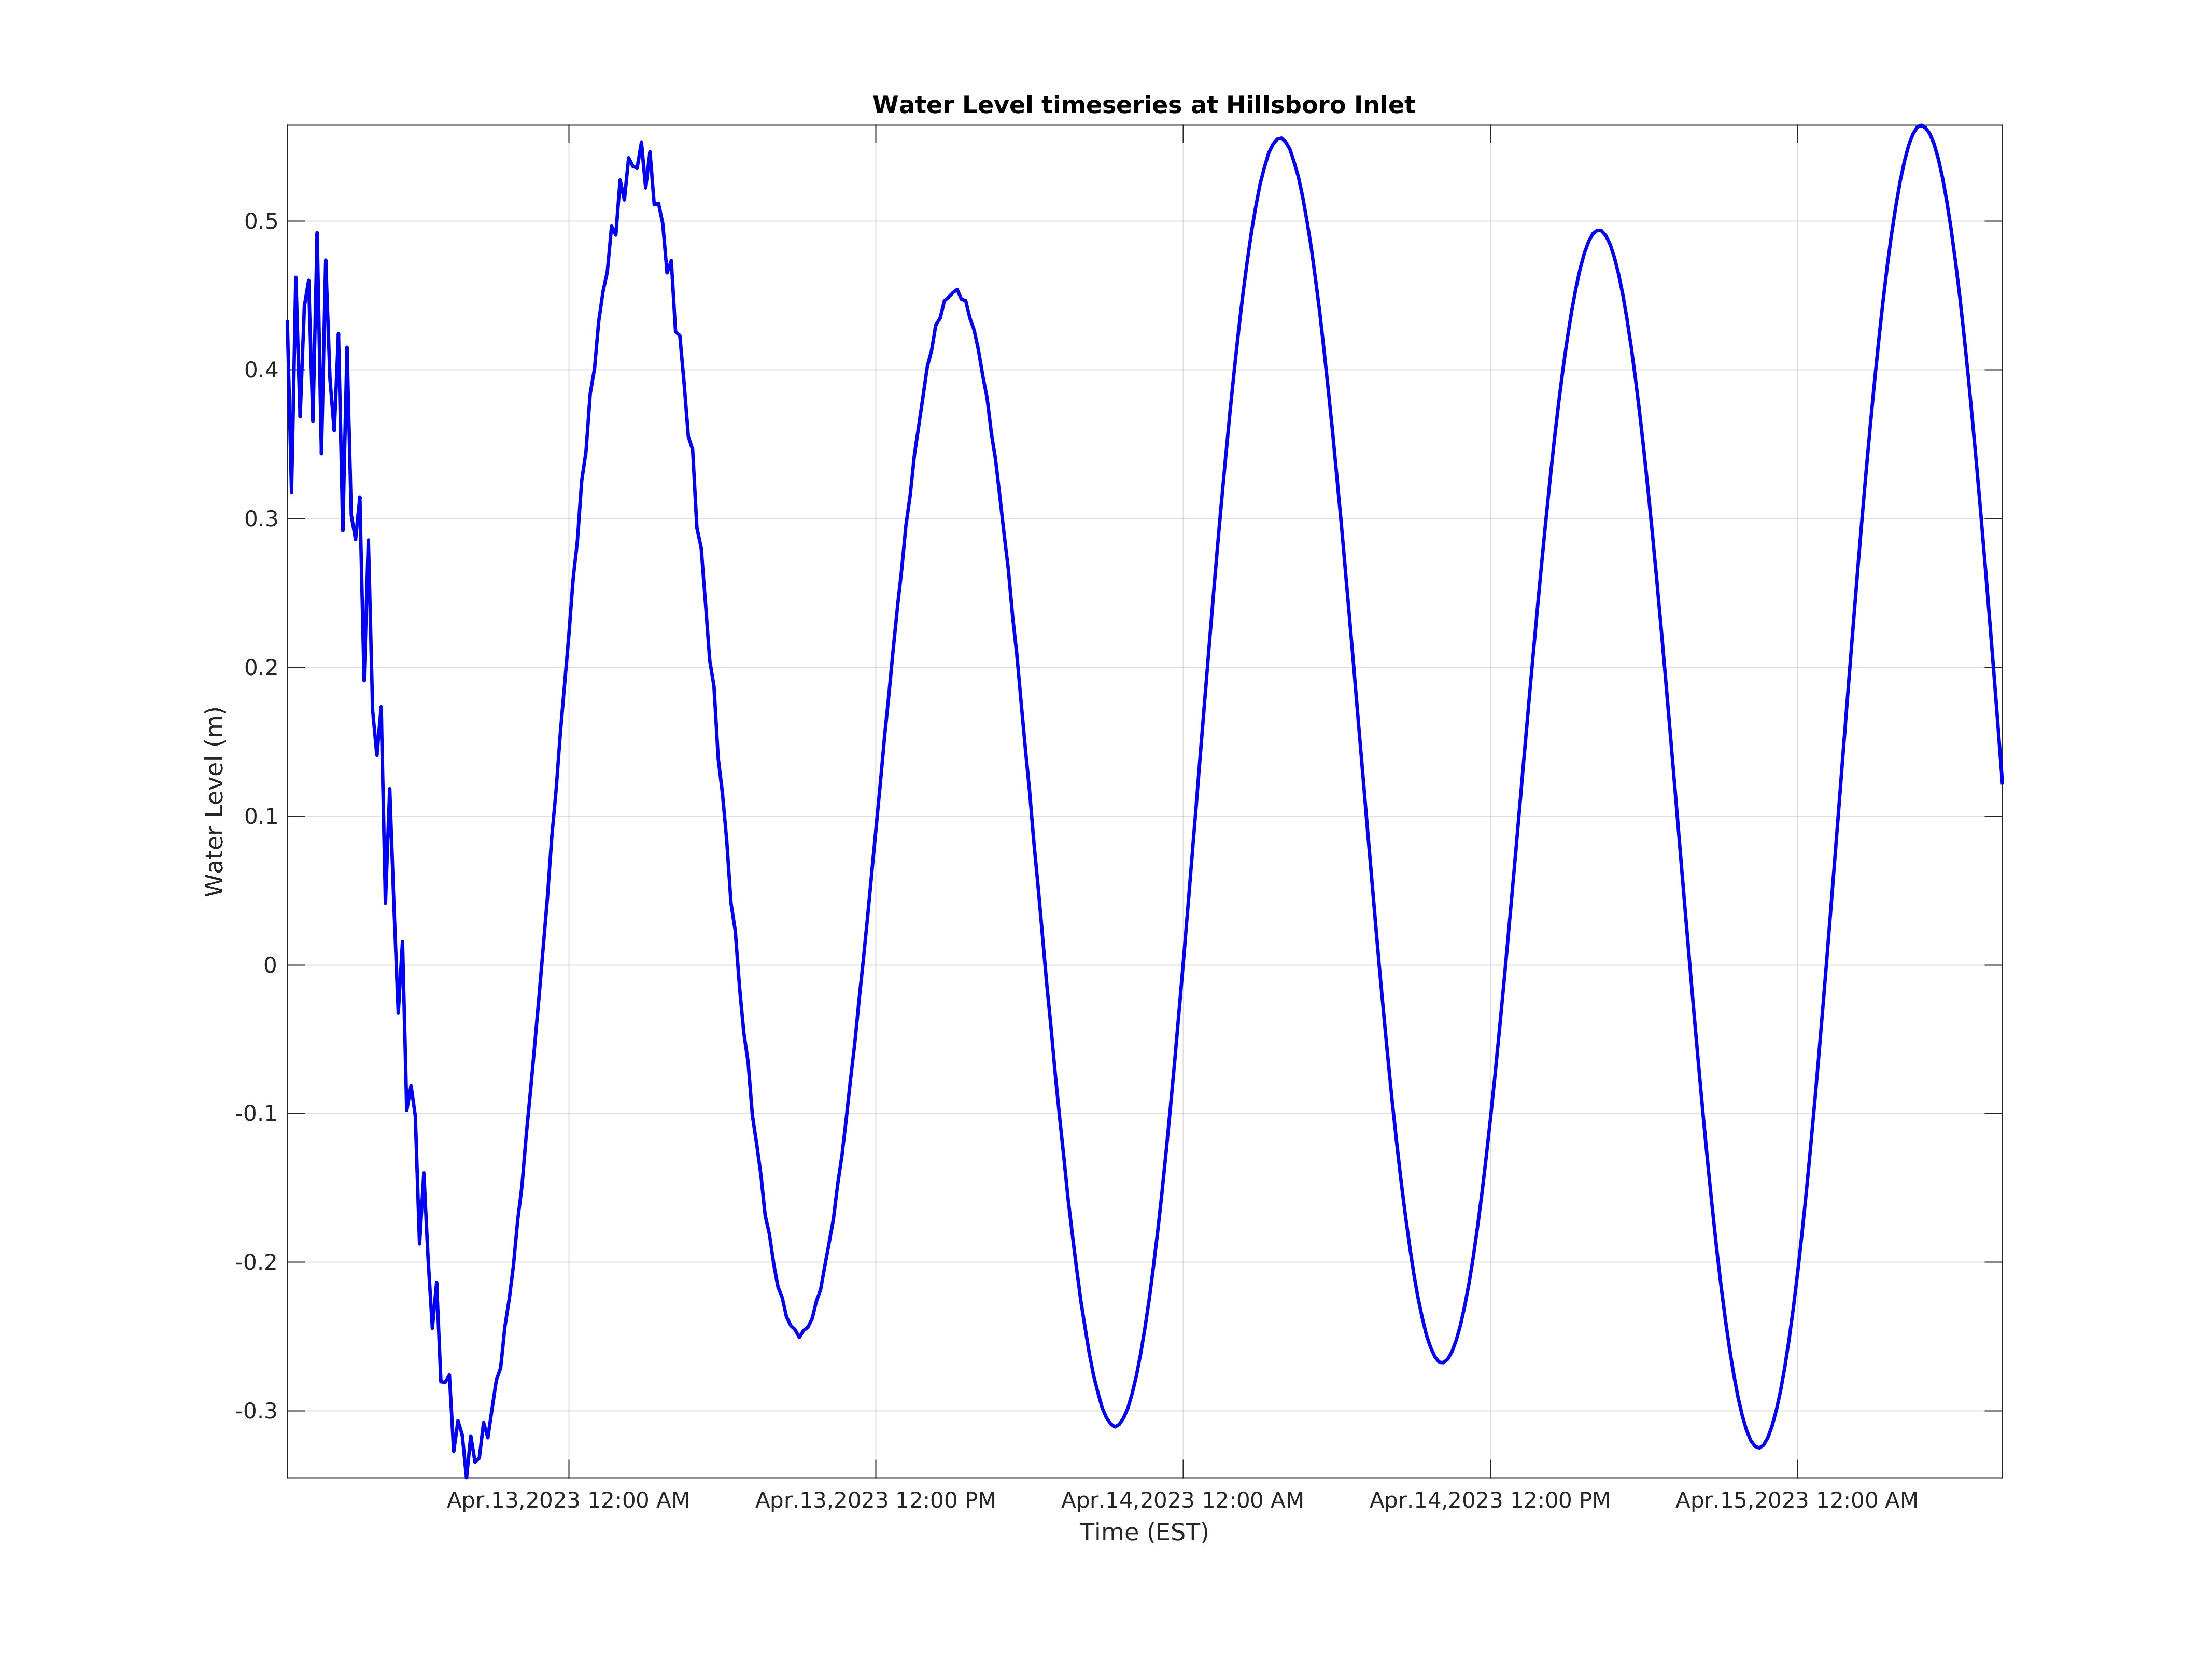 Water Level timeseries at Hillsboro Inlet
0.5
0.4
0.3
0.2
0.1
0
-0.1
-0.2
-0.3
Water Level (m)
Apr.13,2023 12:00 AM
Apr.13,2023 12:00 PM
Apr.14,2023 12:00 AM
Apr.14,2023 12:00 PM
Apr.15,2023 12:00 AM
Time (EST)